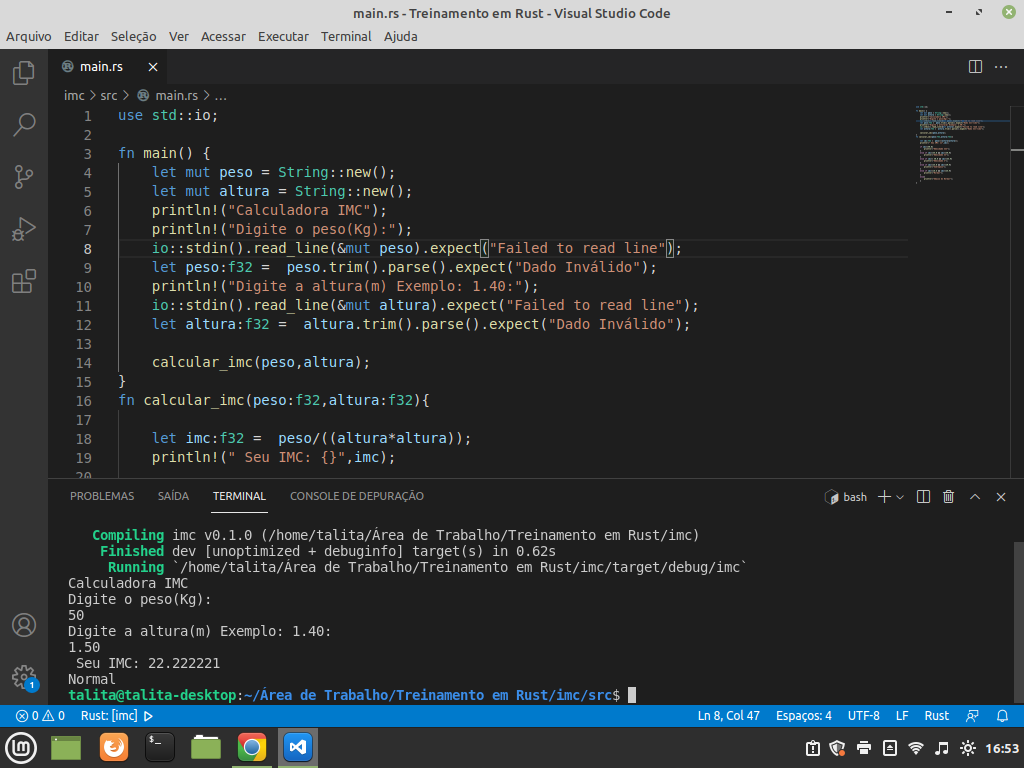 main.rs - Treinamento em Rust - Visual Studio Code
Arquivo Editar Seleção Ver Acessar Executar Terminal Ajuda
main.rs
imc > src > main.rs > ...
1 use std::io;
2
3 fn main() {
4 let mut peso = String::new();
5 let mut altura = String::new();
6 println!("Calculadora IMC");
7 println!("Digite o peso(Kg):");
8 io::stdin().read_line(&mut peso).expect("Failed to read line");
9 let peso:f32 =  peso.trim().parse().expect("Dado Inválido");
10 println!("Digite a altura(m) Exemplo: 1.40:");
11 io::stdin().read_line(&mut altura).expect("Failed to read line");
12 let altura:f32 =  altura.trim().parse().expect("Dado Inválido");
13
14 calcular_imc(peso,altura);
15 }
16 fn calcular_imc(peso:f32,altura:f32){
17
18 let imc:f32 =  peso/((altura*altura));
19 println!(" Seu IMC: {}",imc);
20
PROBLEMAS SAÍDA TERMINAL CONSOLE DE DEPURAÇÃO bash
Compiling imc v0.1.0 (/home/talita/Área de Trabalho/Treinamento em Rust/imc)
Finished dev [unoptimized + debuginfo] target(s) in 0.62s
Running `/home/talita/Área de Trabalho/Treinamento em Rust/imc/target/debug/imc`
Calculadora IMC
Digite o peso(Kg):
50
Digite a altura(m) Exemplo: 1.40:
1.50
Seu IMC: 22.222221
Normal
talita@talita-desktop:~/Área de Trabalho/Treinamento em Rust/imc/src$
1
0 0 Rust: [imc] Ln 8, Col 47 Espaços: 4 UTF-8 LF Rust
16:53